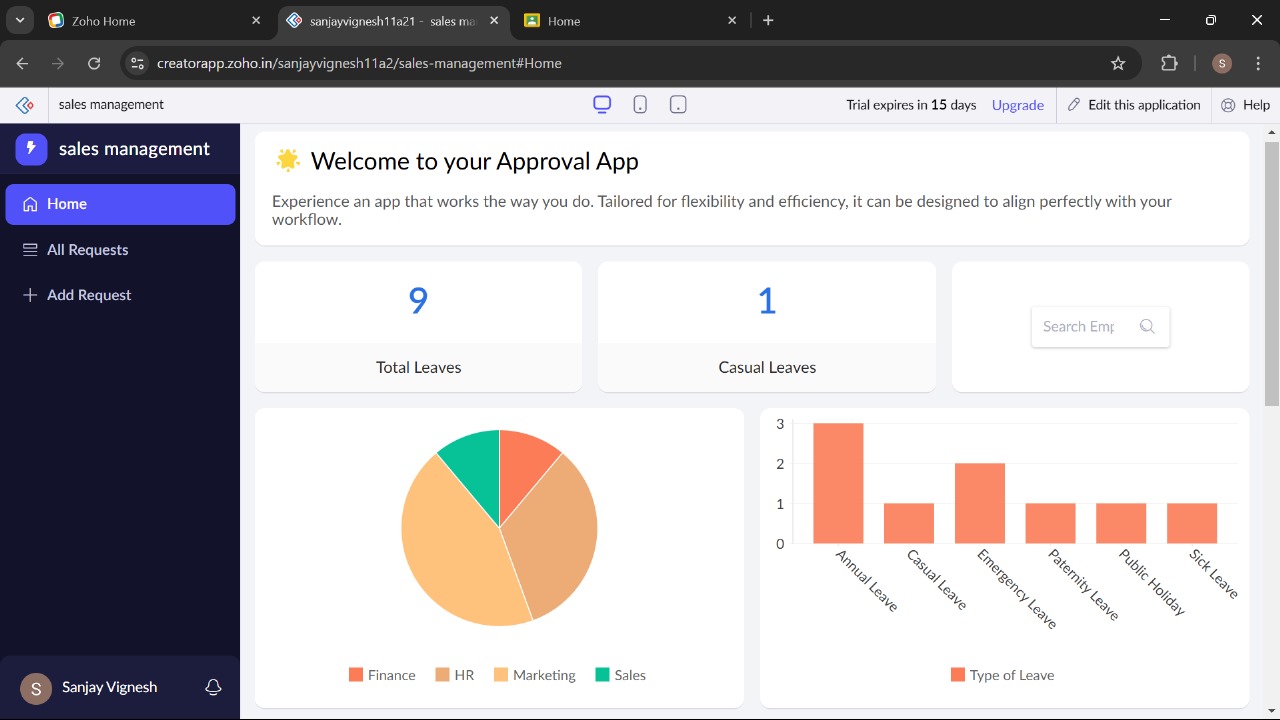 Zoho Home
sanjayvignesh11a21 - sales ma
Home
creatorapp.zoho.in/sanjayvignesh11a2/sales-management#Home
S
sales management
Trial expires in 15 days
Upgrade
Edit this application
Help
sales management
Home
All Requests
Add Request
Welcome to your Approval App
Experience an app that works the way you do. Tailored for flexibility and efficiency, it can be designed to align perfectly with your
workflow.
9
Total Leaves
1
Casual Leaves
Search Emp
Finance
HR
Marketing
Sales
3
2
1
0
Annual Leave
Casual Leave
Emergency Leave
Paternity Leave
Public Holiday
Sick Leave
Type of Leave
S
Sanjay Vignesh